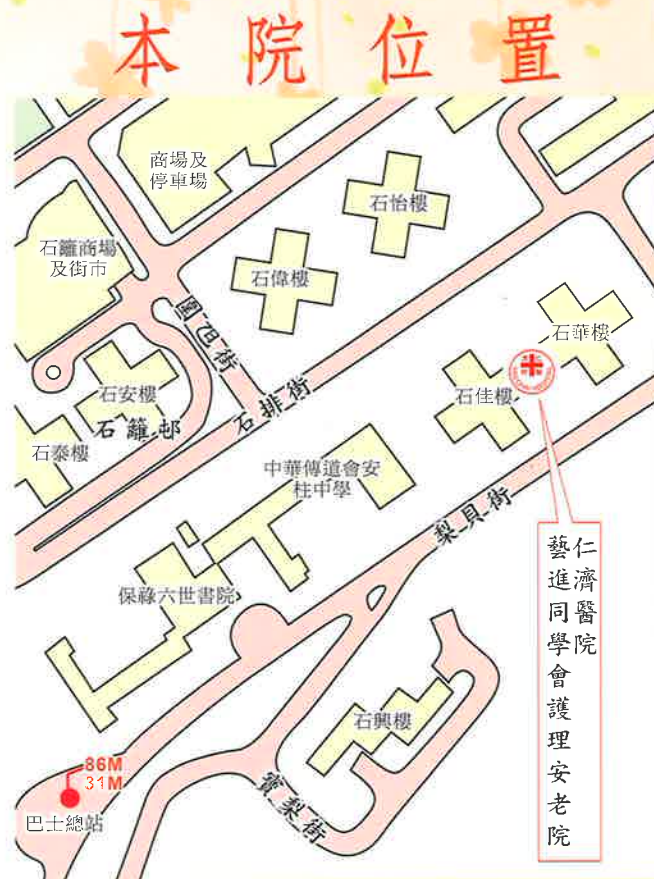 本院位置
商場及
停車場
石怡樓
石籬商場
及街市
石偉樓
石華樓
圍旭街
石安樓
石排街
石佳樓
石籬邨
石泰樓
中華傳道會安
柱中學
梨貝街
仁濟醫院
藝進同學會護理安老院
保祿六世書院
石興樓
86M
31M
巴士總站
寶梨街